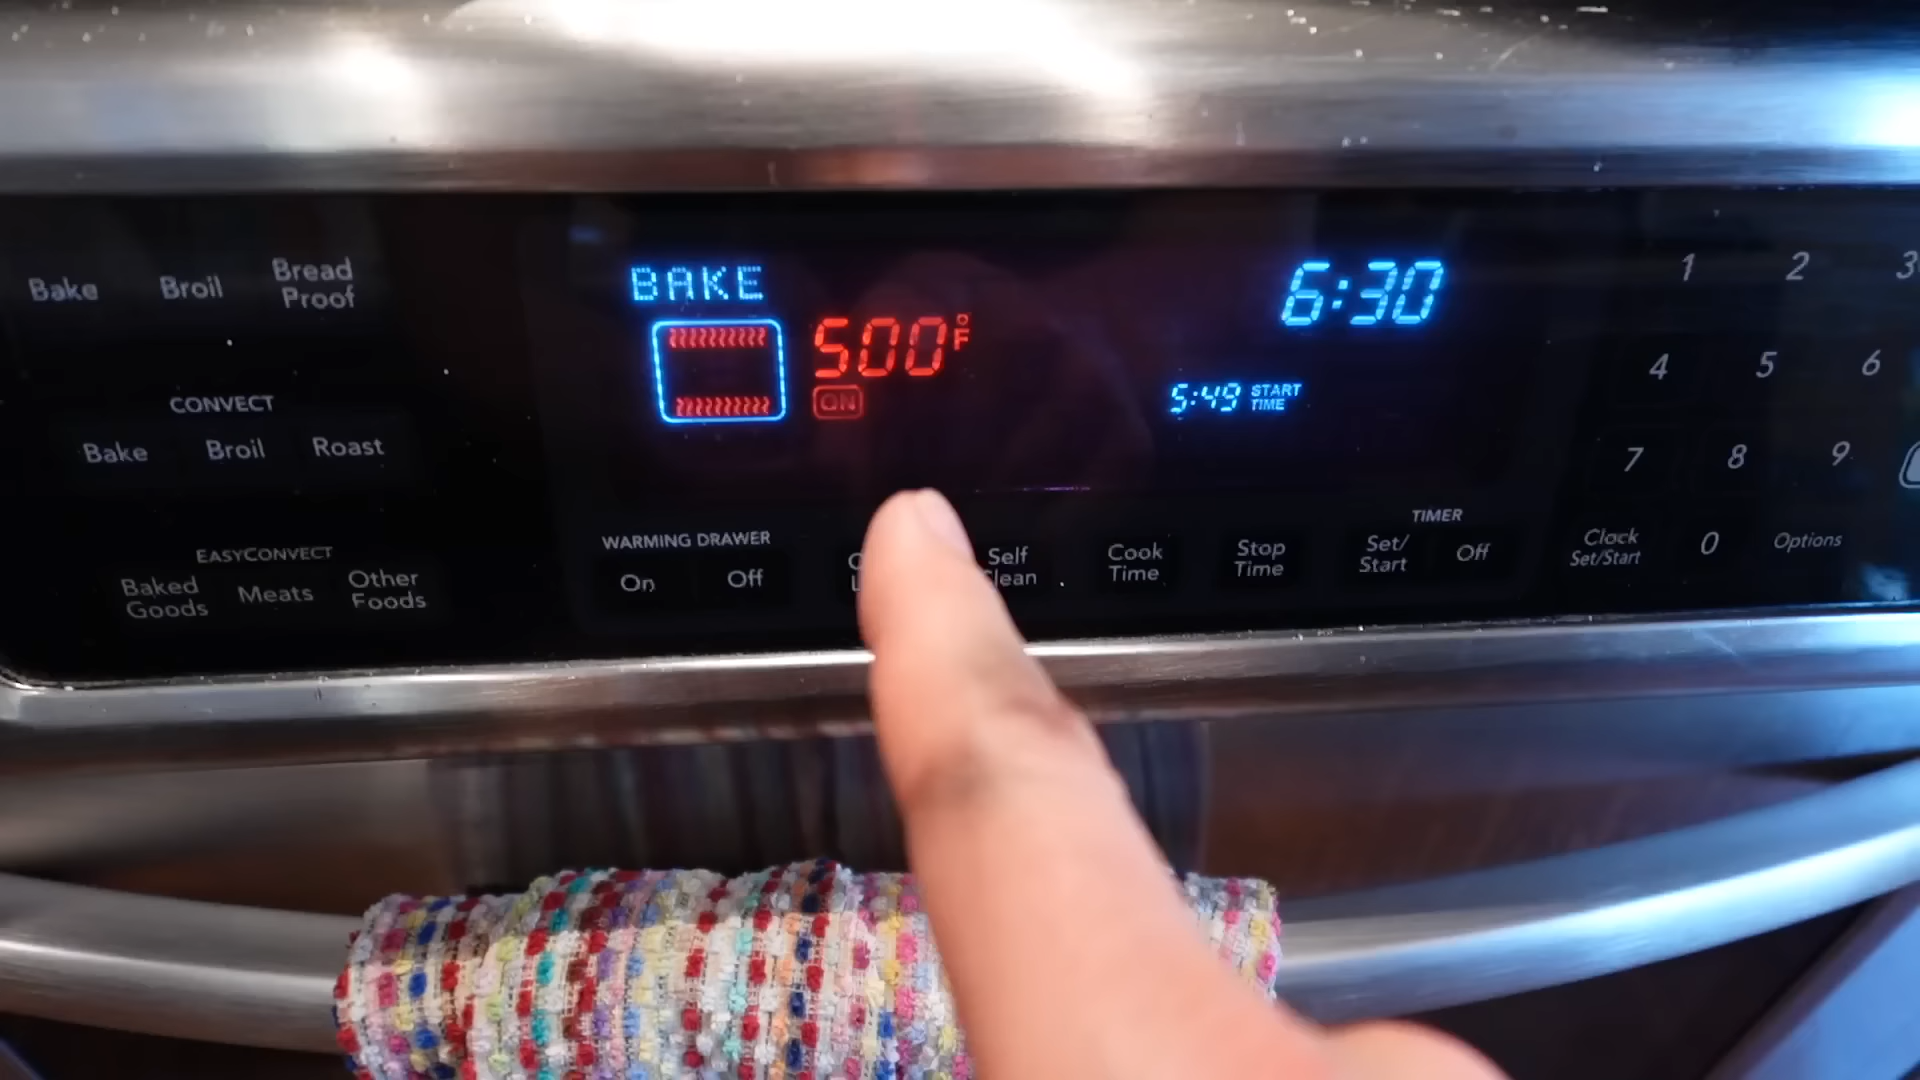 Bake
Broil
Bread
Proof
CONVECT
Bake
Broil
Roast
EASYCONVECT
Baked
Goods
Meats
Other
Foods
BAKE
500°F
ON
6:30
5:49 START
TIME
WARMING DRAWER
On
Off
Self
Clean
Cook
Time
Stop
Time
TIMER
Set/
Start
Off
1 2 3
4 5 6
7 8 9
Clock
Set/Start
0
Options